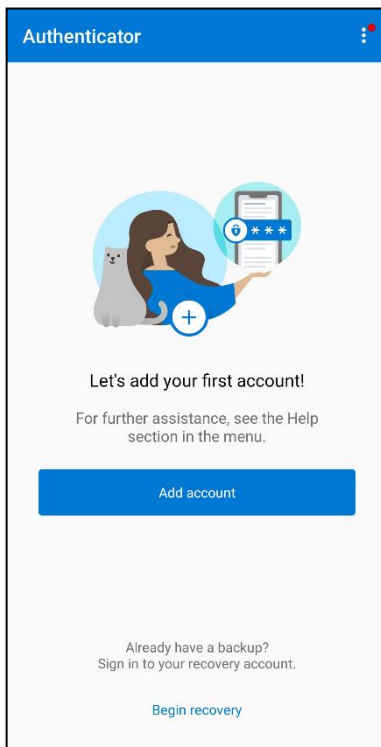 Authenticator
* * *
Let's add your first account!
For further assistance, see the Help
section in the menu.
Add account
Already have a backup?
Sign in to your recovery account.
Begin recovery